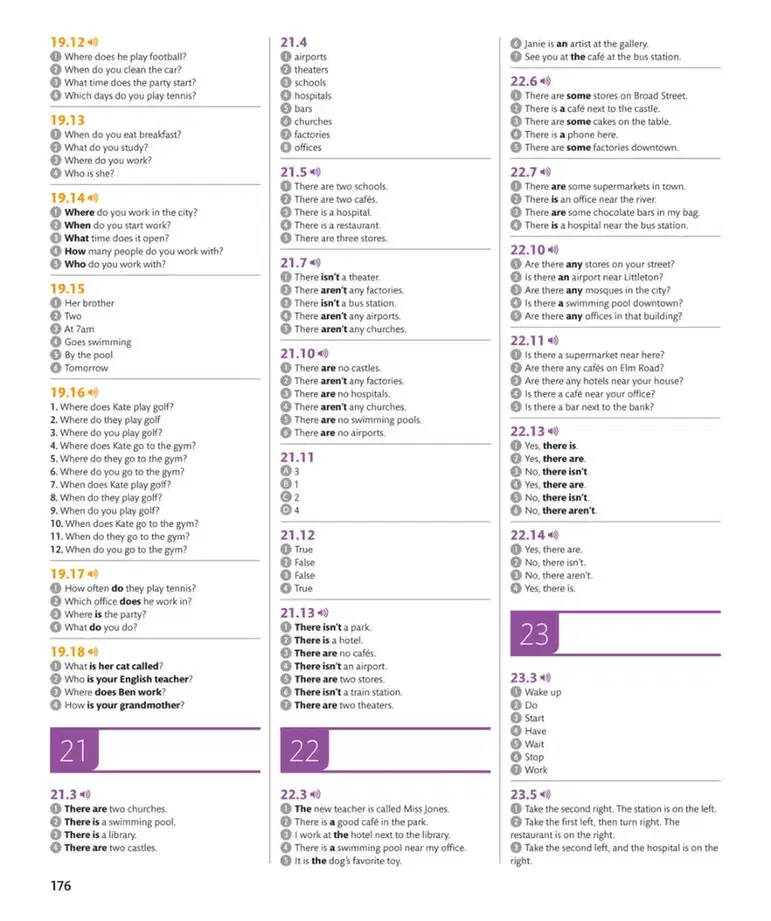 19.12
1 Where does he play football?
2 When do you clean the car?
3 What time does the party start?
4 Which days do you play tennis?
19.13
1 When do you eat breakfast?
2 What do you study?
3 Where do you work?
4 Who is she?
19.14
1 Where do you work in the city?
2 When do you start work?
3 What time does it open?
4 How many people do you work with?
5 Who do you work with?
19.15
1 Her brother
2 Two
3 At 7am
4 Goes swimming
5 By the pool
6 Tomorrow
19.16
1. Where does Kate play golf?
2. Where do they play golf
3. Where do you play golf?
4. Where does Kate go to the gym?
5. Where do they go to the gym?
6. Where do you go to the gym?
7. When does Kate play golf?
8. When do they play golf?
9. When do you play golf?
10. When does Kate go to the gym?
11. When do they go to the gym?
12. When do you go to the gym?
19.17
1 How often do they play tennis?
2 Which office does he work in?
3 Where is the party?
4 What do you do?
19.18
1 What is her cat called?
2 Who is your English teacher?
3 Where does Ben work?
4 How is your grandmother?
21
21.3
1 There are two churches.
2 There is a swimming pool.
3 There is a library.
4 There are two castles.
21.4
1 airports
2 theaters
3 schools
4 hospitals
5 bars
6 churches
7 factories
8 offices
21.5
1 There are two schools.
2 There are two cafés.
3 There is a hospital.
4 There is a restaurant.
5 There are three stores.
21.7
1 There isn't a theater.
2 There aren't any factories.
3 There isn't a bus station.
4 There aren't any airports.
5 There aren't any churches.
21.10
1 There are no castles.
2 There aren't any factories.
3 There are no hospitals.
4 There aren't any churches.
5 There are no swimming pools.
6 There are no airports.
21.11
A 3
B 1
C 2
D 4
21.12
1 True
2 False
3 False
4 True
21.13
1 There isn't a park.
2 There is a hotel.
3 There are no cafés.
4 There isn't an airport.
5 There are two stores.
6 There isn't a train station.
7 There are two theaters.
22
22.3
1 The new teacher is called Miss Jones.
2 There is a good café in the park.
3 I work at the hotel next to the library.
4 There is a swimming pool near my office.
5 It is the dog's favorite toy.
6 Janie is an artist at the gallery.
7 See you at the café at the bus station.
22.6
1 There are some stores on Broad Street.
2 There is a café next to the castle.
3 There are some cakes on the table.
4 There is a phone here.
5 There are some factories downtown.
22.7
1 There are some supermarkets in town.
2 There is an office near the river.
3 There are some chocolate bars in my bag.
4 There is a hospital near the bus station.
22.10
1 Are there any stores on your street?
2 Is there an airport near Littleton?
3 Are there any mosques in the city?
4 Is there a swimming pool downtown?
5 Are there any offices in that building?
22.11
1 Is there a supermarket near here?
2 Are there any cafés on Elm Road?
3 Are there any hotels near your house?
4 Is there a café near your office?
5 Is there a bar next to the bank?
22.13
1 Yes, there is.
2 Yes, there are.
3 No, there isn't.
4 Yes, there are.
5 No, there isn't.
6 No, there aren't.
22.14
1 Yes, there are.
2 No, there isn't.
3 No, there aren't.
4 Yes, there is.
23
23.3
1 Wake up
2 Do
3 Start
4 Have
5 Wait
6 Stop
7 Work
23.5
1 Take the second right. The station is on the left.
2 Take the first left, then turn right. The
restaurant is on the right.
3 Take the second left, and the hospital is on the
right.
176